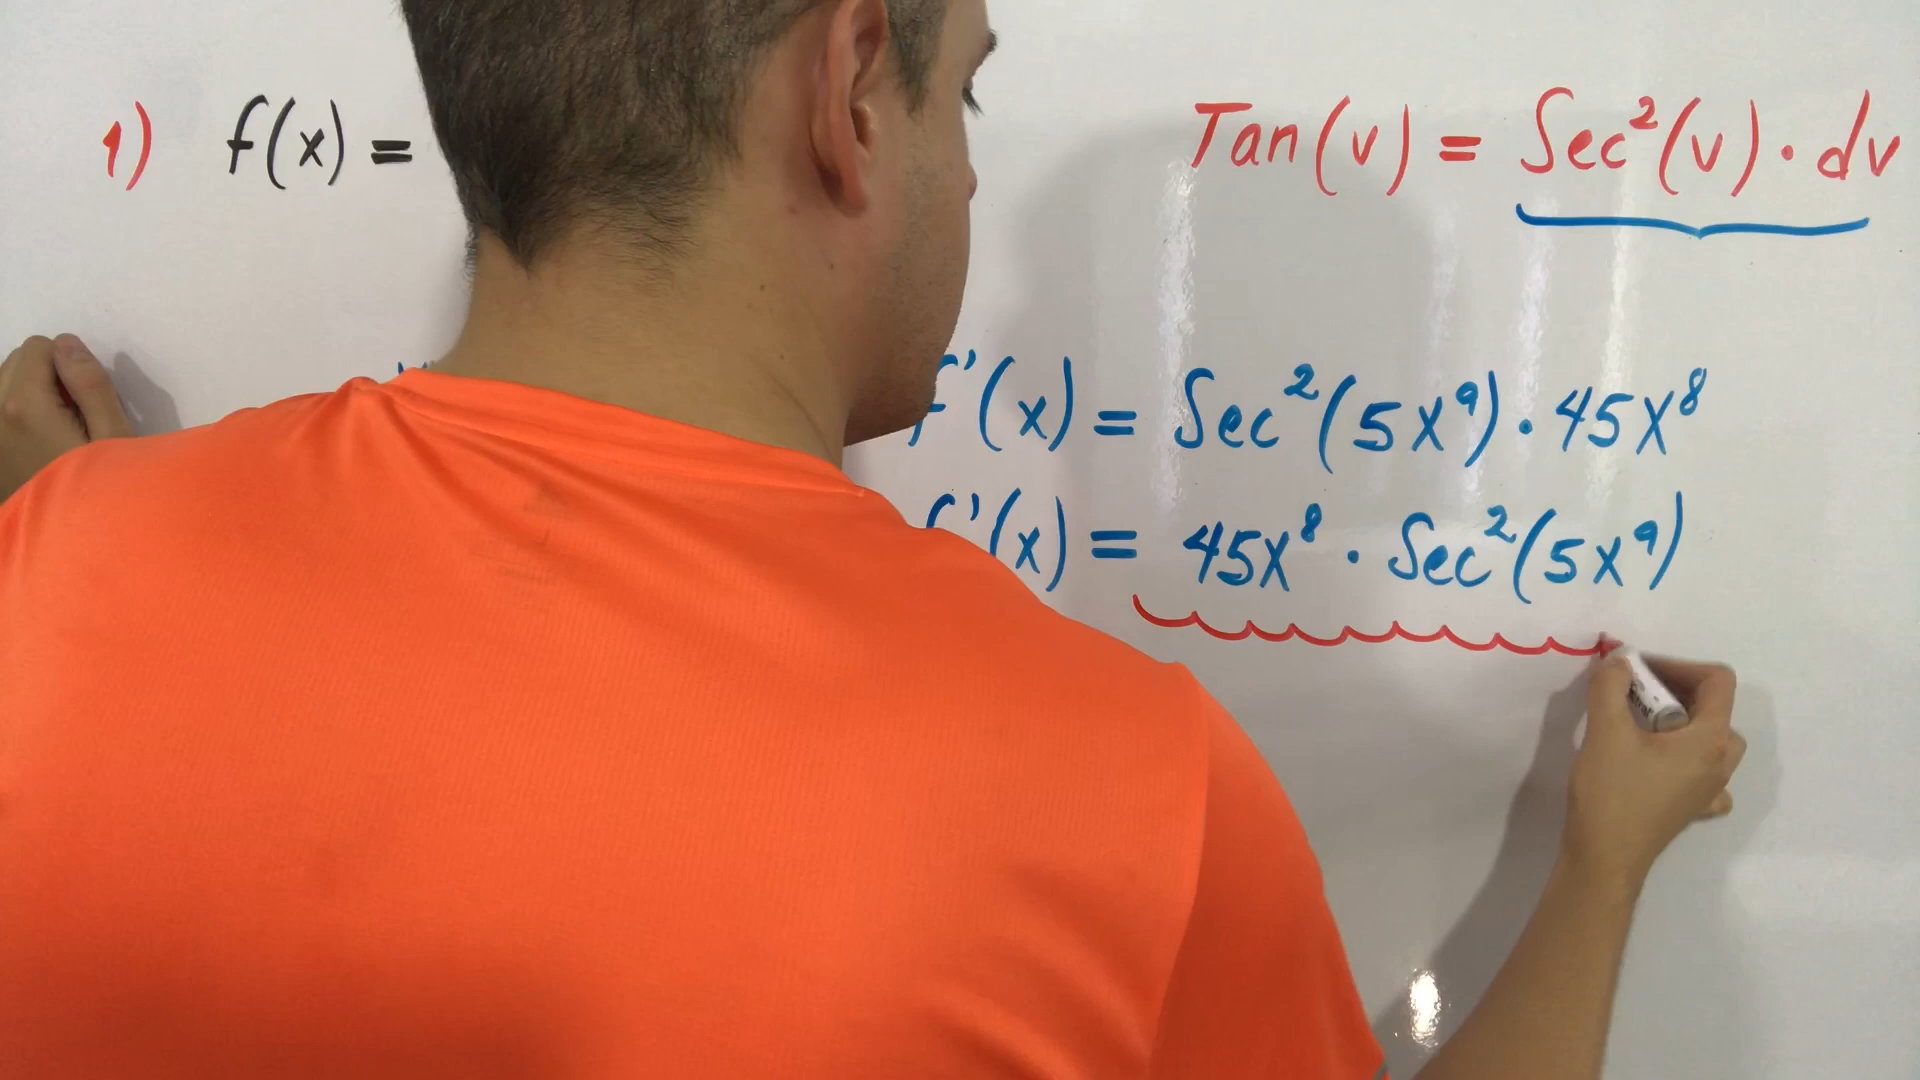 1) f(x) = Tan(v) = Sec²(v) · dv
f'(x) = Sec²(5x⁹) · 45x⁸
f'(x) = 45x⁸ · Sec²(5x⁹)